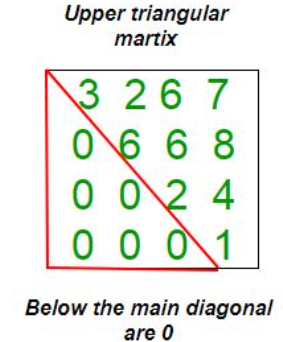 Upper triangular
martix
3 2 6 7
0 6 6 8
0 0 2 4
0 0 0 1
Below the main diagonal
are 0